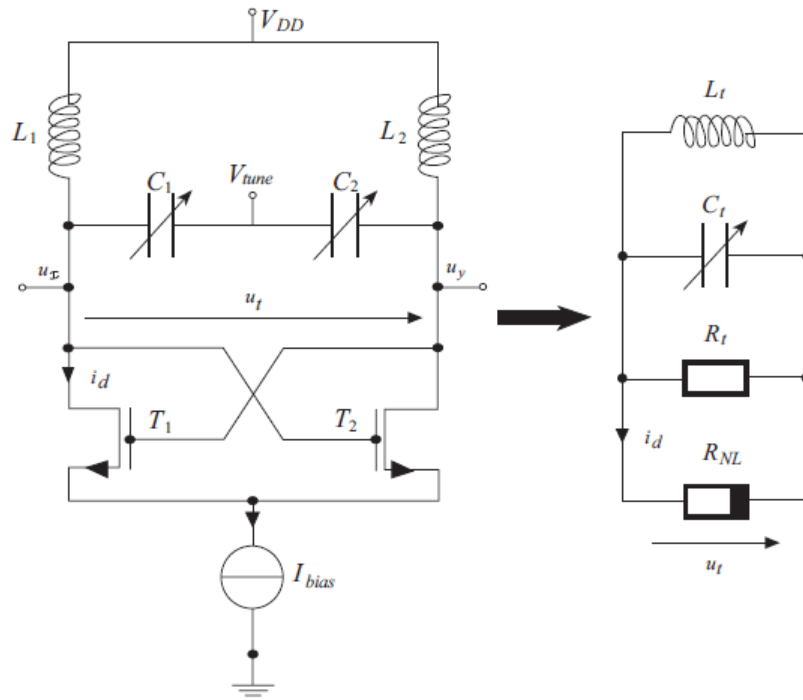 V_DD
L_1
L_2
C_1
V_tune
C_2
u_x
u_y
u_t
i_d
T_1
T_2
I_bias
L_t
C_t
R_t
i_d
R_NL
u_t